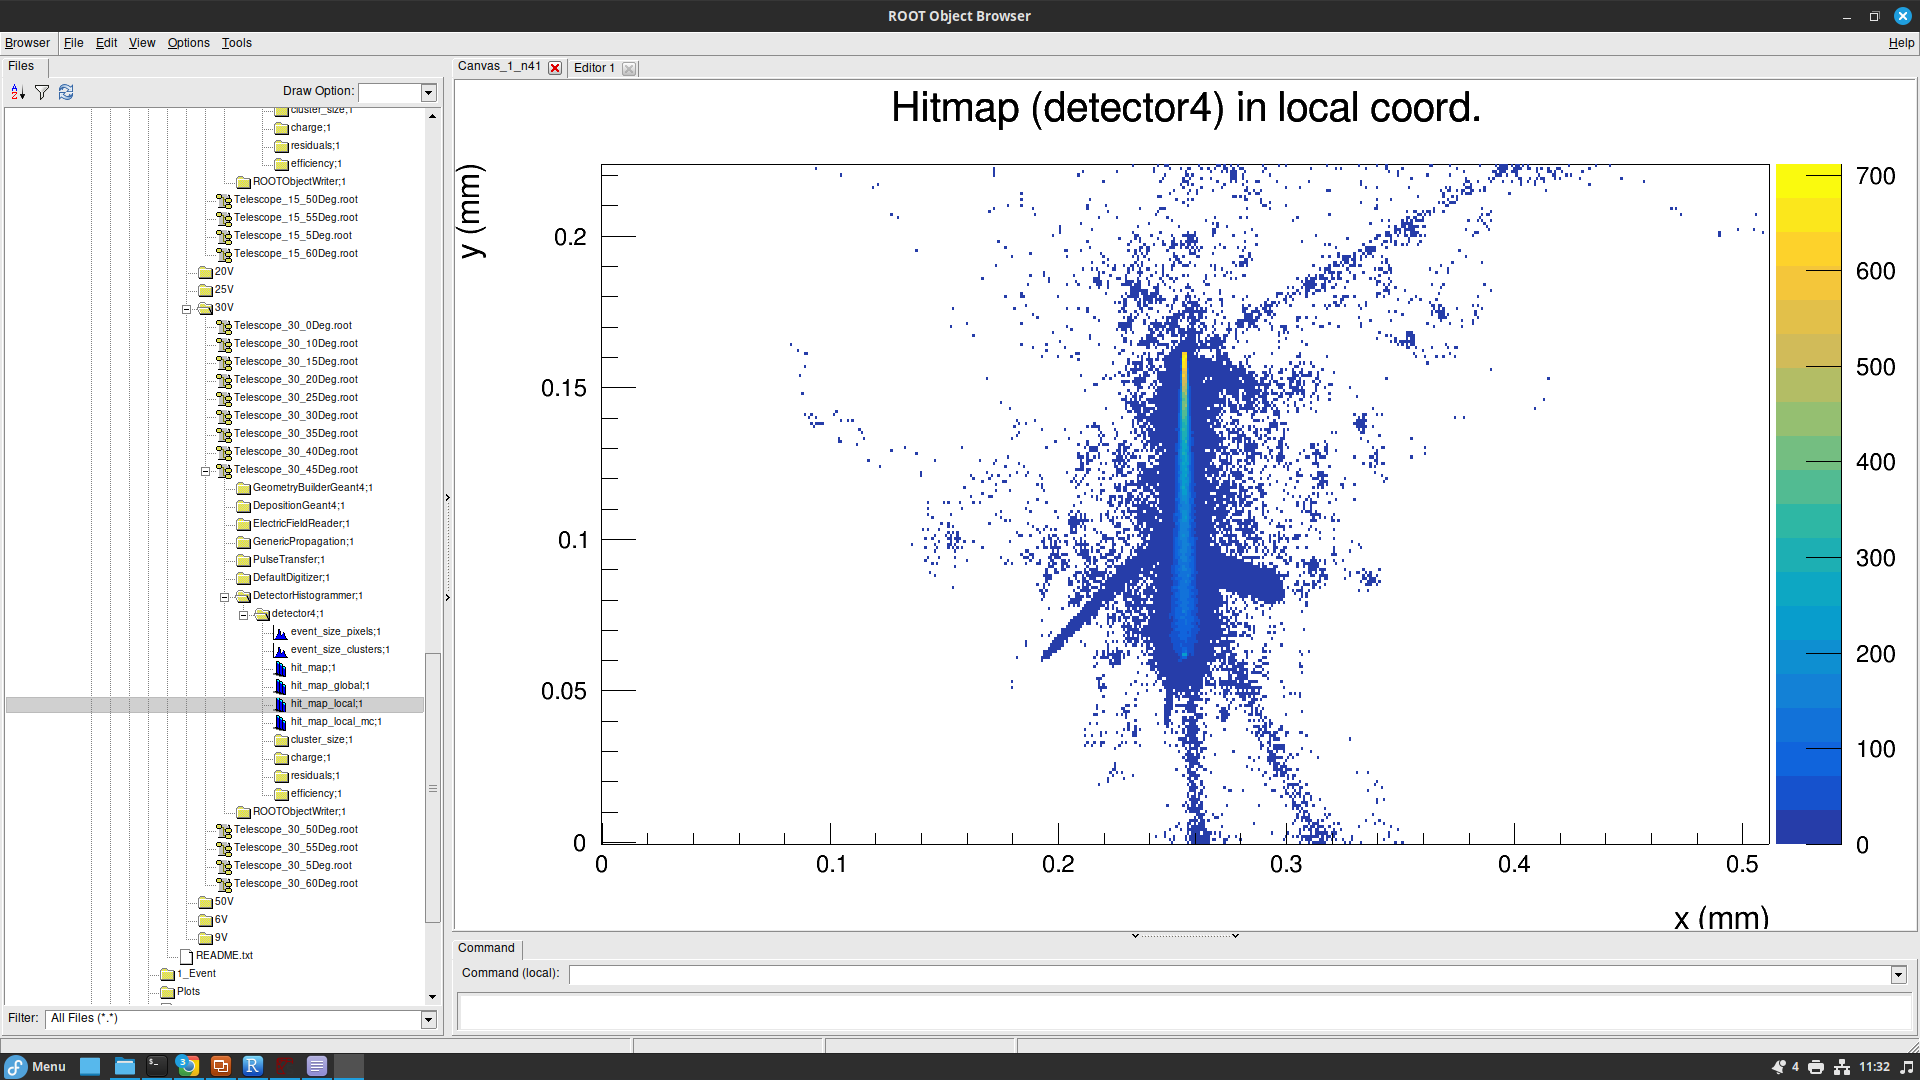 ROOT Object Browser
Browser File Edit View Options Tools Help
Files
Draw Option:
cluster_size;1
charge;1
residuals;1
efficiency;1
ROOTObjectWriter;1
Telescope_15_50Deg.root
Telescope_15_55Deg.root
Telescope_15_5Deg.root
Telescope_15_60Deg.root
20V
25V
30V
Telescope_30_0Deg.root
Telescope_30_10Deg.root
Telescope_30_15Deg.root
Telescope_30_20Deg.root
Telescope_30_25Deg.root
Telescope_30_30Deg.root
Telescope_30_35Deg.root
Telescope_30_40Deg.root
Telescope_30_45Deg.root
GeometryBuilderGeant4;1
DepositionGeant4;1
ElectricFieldReader;1
GenericPropagation;1
PulseTransfer;1
DefaultDigitizer;1
DetectorHistogrammer;1
detector4;1
event_size_pixels;1
event_size_clusters;1
hit_map;1
hit_map_global;1
hit_map_local;1
hit_map_local_mc;1
cluster_size;1
charge;1
residuals;1
efficiency;1
ROOTObjectWriter;1
Telescope_30_50Deg.root
Telescope_30_55Deg.root
Telescope_30_5Deg.root
Telescope_30_60Deg.root
50V
6V
9V
README.txt
1_Event
Plots
Filter: All Files (*.*)
Canvas_1_n41 Editor 1
Hitmap (detector4) in local coord.
y (mm)
0.2
0.15
0.1
0.05
0
0 0.1 0.2 0.3 0.4 0.5
x (mm)
700
600
500
400
300
200
100
0
Command
Command (local):
Menu 3 R 4 11:32